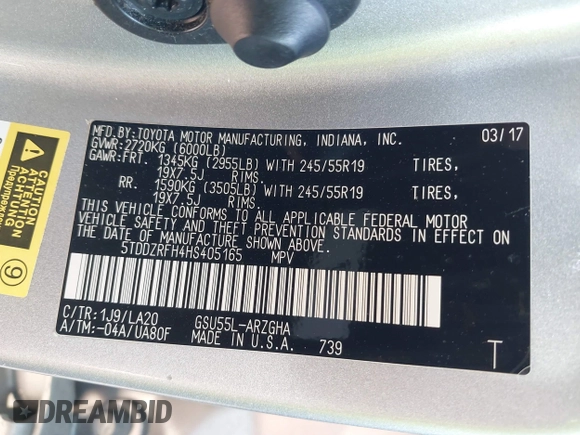 MFD.BY:TOYOTA MOTOR MANUFACTURING, INDIANA, INC. 03/17
GVWR:2720KG (6000LB)
GAWR:FRT. 1345KG (2955LB) WITH 245/55R19 TIRES,
19X7.5J RIMS.
RR. 1590KG (3505LB) WITH 245/55R19 TIRES,
19X7.5J RIMS.
THIS VEHICLE CONFORMS TO ALL APPLICABLE FEDERAL MOTOR
VEHICLE SAFETY AND THEFT PREVENTION STANDARDS IN EFFECT ON
THE DATE OF MANUFACTURE SHOWN ABOVE.
5TDDZRFH4HS405165 MPV
C/TR:1J9/LA20 GSU55L-ARZGHA
A/TM:-04A/UA80F MADE IN U.S.A. 739
T
CAUTION
ATTENTION
ACHTUNG
9
DREAMBID